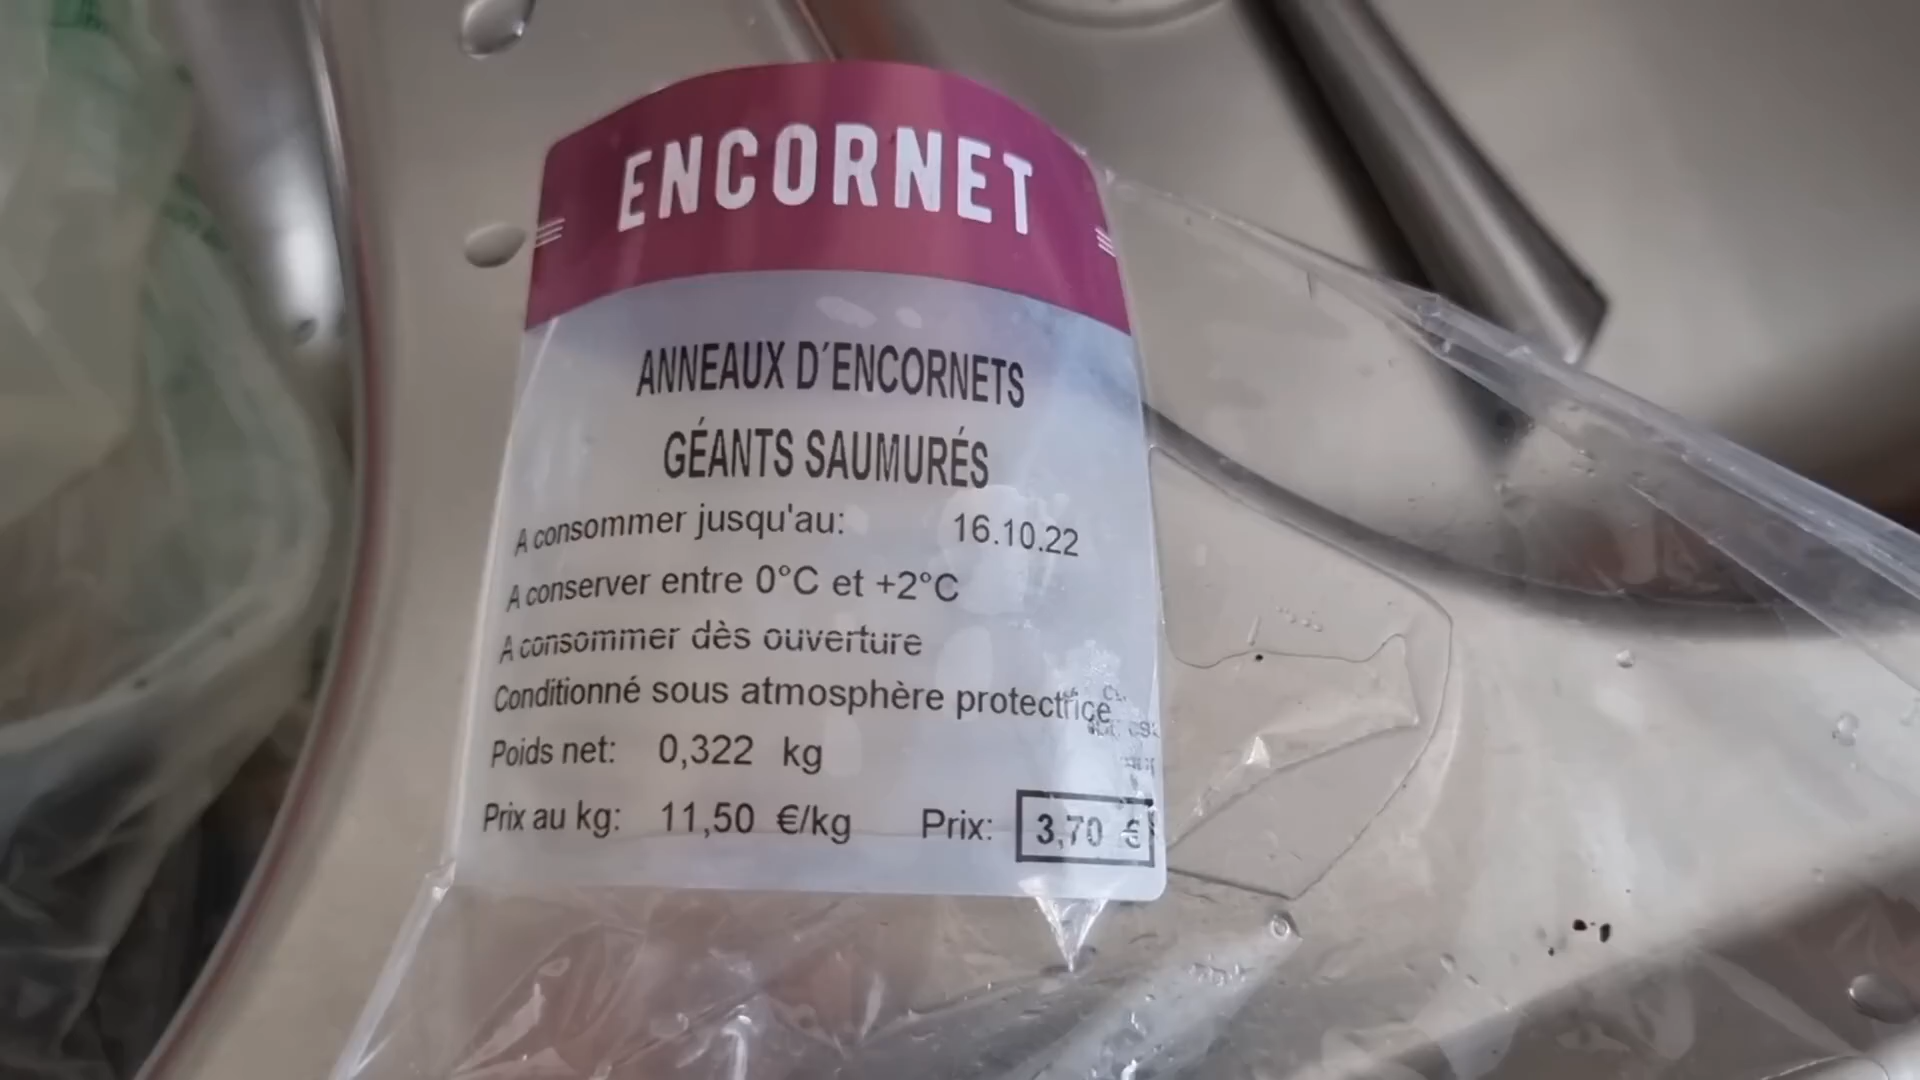 ENCORNET
ANNEAUX D´ENCORNETS
GÉANTS SAUMURÉS
A consommer jusqu'au: 16.10.22
A conserver entre 0°C et +2°C
A consommer dès ouverture
Conditionné sous atmosphère protectrice
Poids net: 0,322 kg
Prix au kg: 11,50 €/kg Prix: 3,70 €